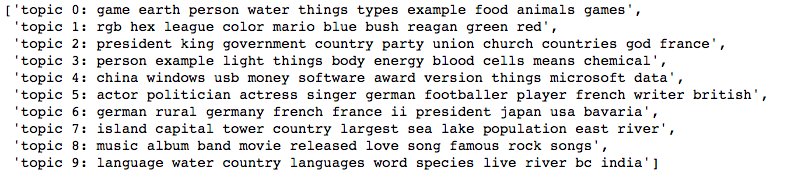 ['topic 0: game earth person water things types example food animals games',
'topic 1: rgb hex league color mario blue bush reagan green red',
'topic 2: president king government country party union church countries god france',
'topic 3: person example light things body energy blood cells means chemical',
'topic 4: china windows usb money software award version things microsoft data',
'topic 5: actor politician actress singer german footballer player french writer british',
'topic 6: german rural germany french france ii president japan usa bavaria',
'topic 7: island capital tower country largest sea lake population east river',
'topic 8: music album band movie released love song famous rock songs',
'topic 9: language water country languages word species live river bc india']